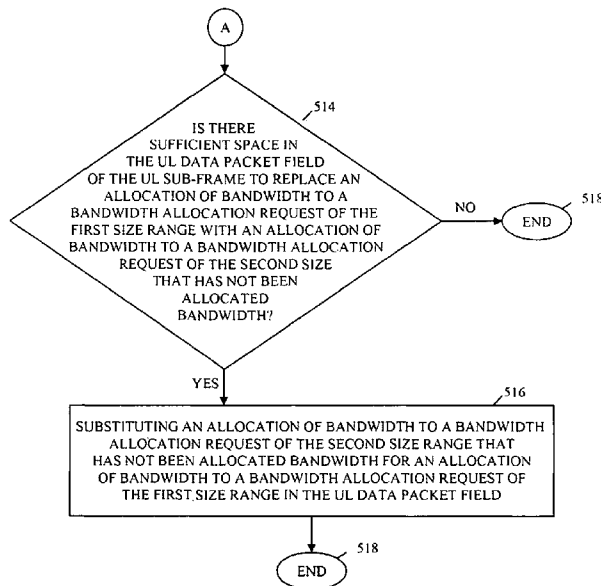 A
514
IS THERE
SUFFICIENT SPACE IN
THE UL DATA PACKET FIELD
OF THE UL SUB-FRAME TO REPLACE AN
ALLOCATION OF BANDWIDTH TO A
BANDWIDTH ALLOCATION REQUEST OF THE
FIRST SIZE RANGE WITH AN ALLOCATION OF
BANDWIDTH TO A BANDWIDTH ALLOCATION
REQUEST OF THE SECOND SIZE
THAT HAS NOT BEEN
ALLOCATED
BANDWIDTH?
NO
518
END
YES
516
SUBSTITUTING AN ALLOCATION OF BANDWIDTH TO A BANDWIDTH
ALLOCATION REQUEST OF THE SECOND SIZE RANGE THAT
HAS NOT BEEN ALLOCATED BANDWIDTH FOR AN ALLOCATION
OF BANDWIDTH TO A BANDWIDTH ALLOCATION REQUEST OF
THE FIRST SIZE RANGE IN THE UL DATA PACKET FIELD
518
END